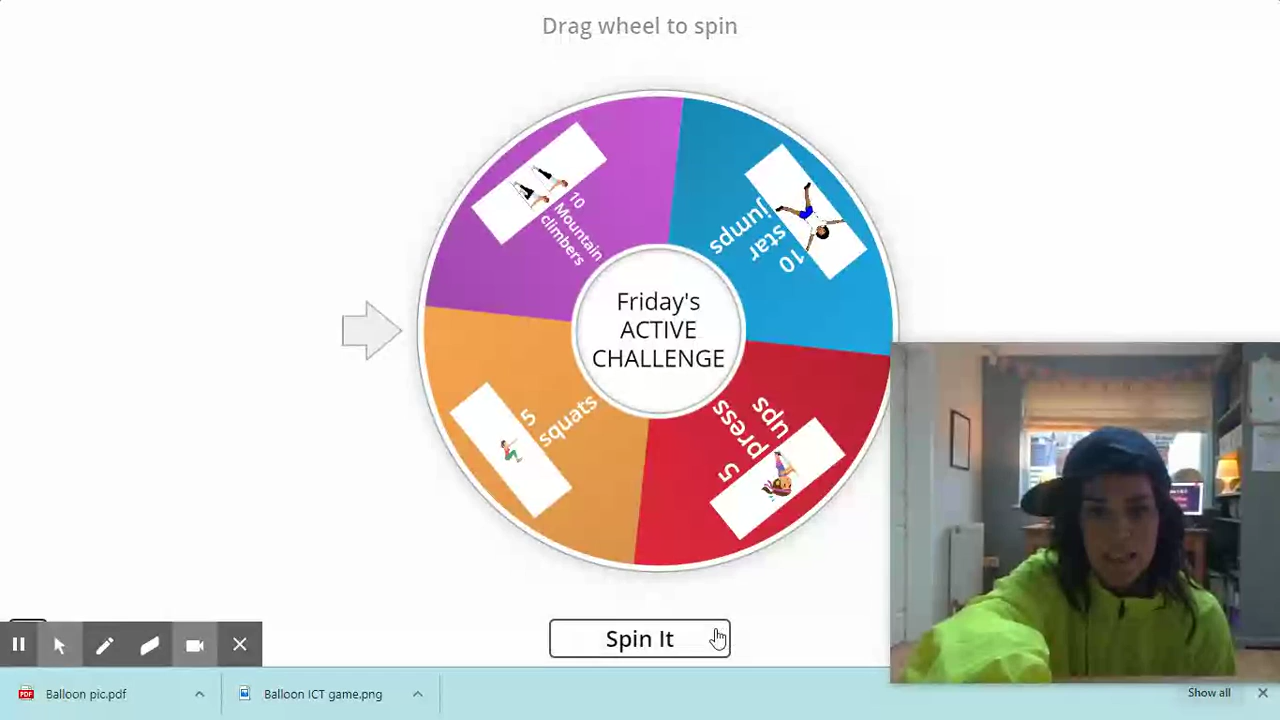 Drag wheel to spin
10
Mountain
climbers
10
star
jumps
Friday's
ACTIVE
CHALLENGE
5
squats
5
press
ups
Spin It
Balloon pic.pdf
Balloon ICT game.png
Show all